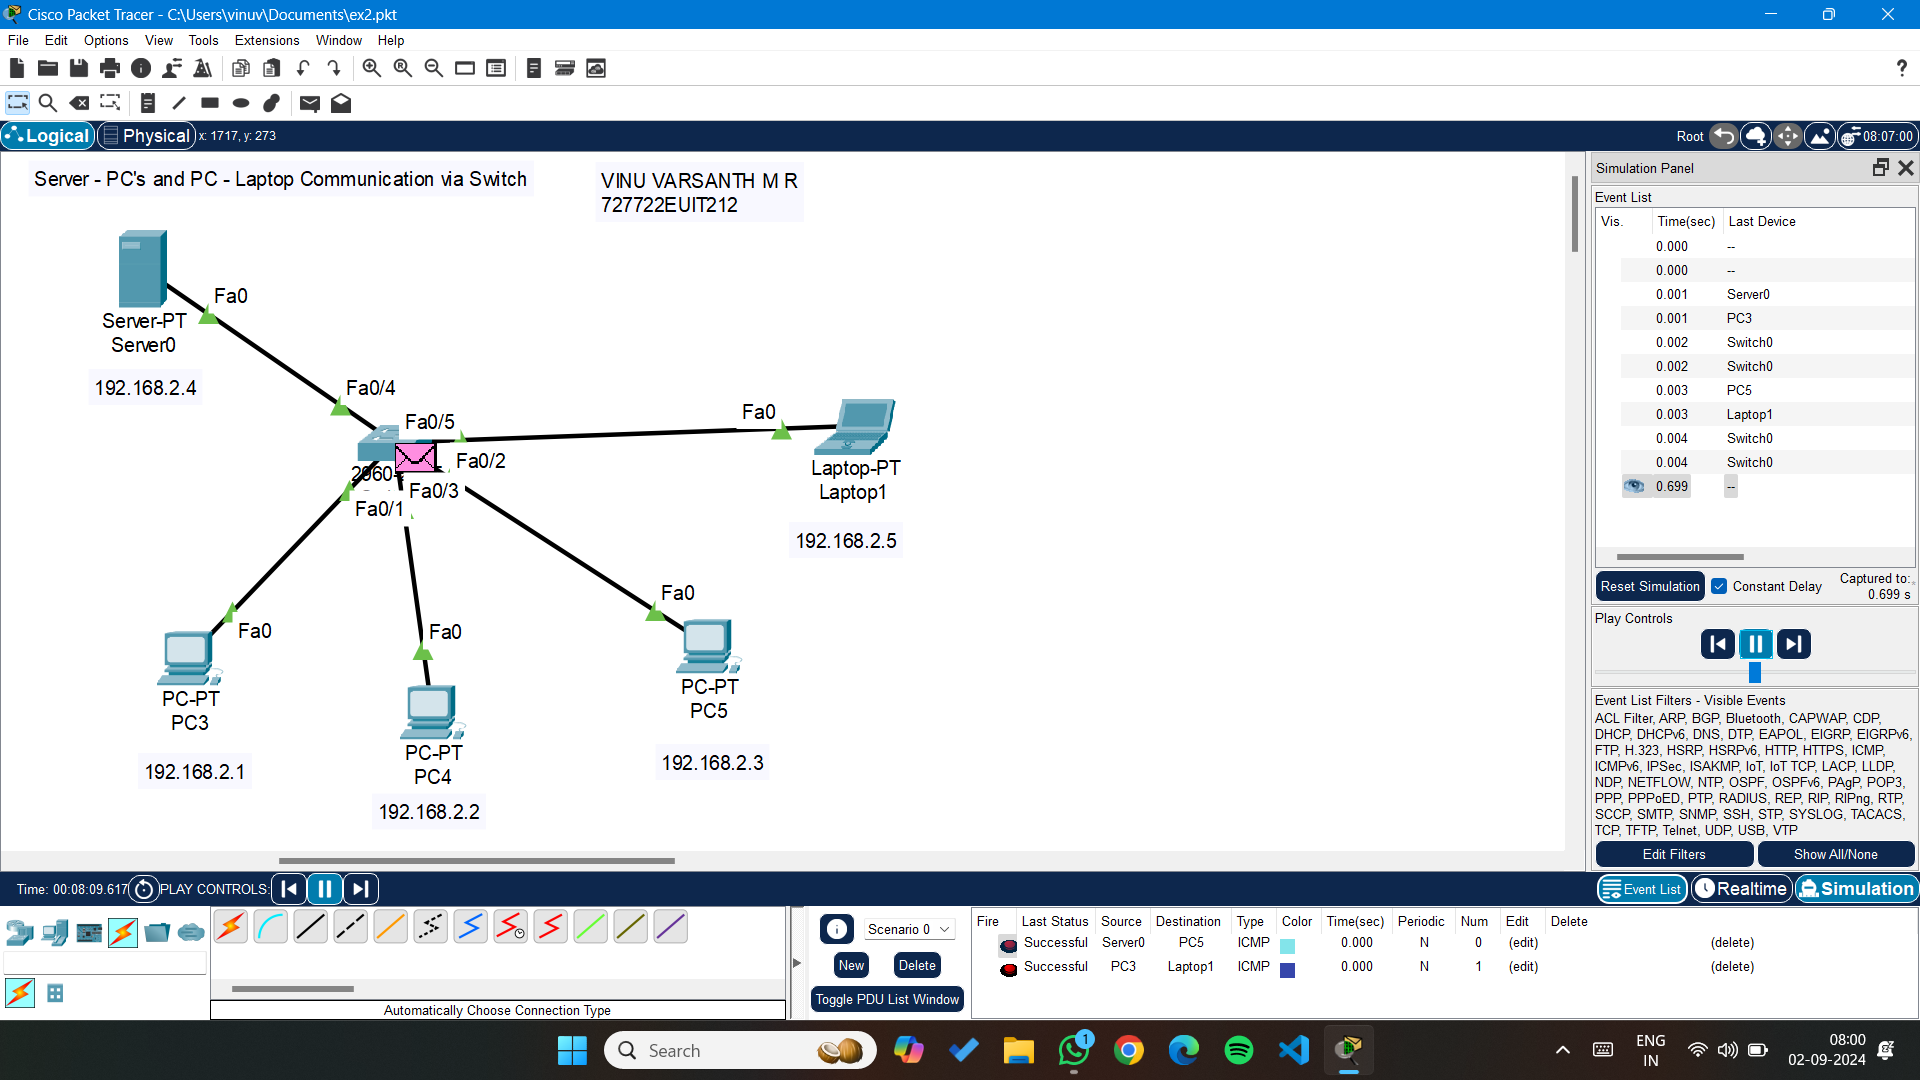 Cisco Packet Tracer - C:\Users\vinuv\Documents\ex2.pkt
File Edit Options View Tools Extensions Window Help
?
Logical Physical x: 1717, y: 273 Root 08:07:00
Server - PC's and PC - Laptop Communication via Switch
VINU VARSANTH M R
727722EUIT212
Fa0
Server-PT
Server0
192.168.2.4
Fa0/4
Fa0/5
Fa0/2
Fa0/3
Fa0/1
2960-
Fa0
Laptop-PT
Laptop1
192.168.2.5
Fa0
PC-PT
PC3
192.168.2.1
Fa0
PC-PT
PC4
192.168.2.2
Fa0
PC-PT
PC5
192.168.2.3
Simulation Panel
Event List
Vis. Time(sec) Last Device
0.000 --
0.000 --
0.001 Server0
0.001 PC3
0.002 Switch0
0.002 Switch0
0.003 PC5
0.003 Laptop1
0.004 Switch0
0.004 Switch0
0.699 --
Reset Simulation Constant Delay Captured to:
0.699 s
Play Controls
Event List Filters - Visible Events
ACL Filter, ARP, BGP, Bluetooth, CAPWAP, CDP,
DHCP, DHCPv6, DNS, DTP, EAPOL, EIGRP, EIGRPv6,
FTP, H.323, HSRP, HSRPv6, HTTP, HTTPS, ICMP,
ICMPv6, IPSec, ISAKMP, IoT, IoT TCP, LACP, LLDP,
NDP, NETFLOW, NTP, OSPF, OSPFv6, PAgP, POP3,
PPP, PPPoED, PTP, RADIUS, REP, RIP, RIPng, RTP,
SCCP, SMTP, SNMP, SSH, STP, SYSLOG, TACACS,
TCP, TFTP, Telnet, UDP, USB, VTP
Edit Filters Show All/None
Time: 00:08:09.617 PLAY CONTROLS: Event List Realtime Simulation
Automatically Choose Connection Type
Scenario 0
New Delete
Toggle PDU List Window
Fire Last Status Source Destination Type Color Time(sec) Periodic Num Edit Delete
Successful Server0 PC5 ICMP 0.000 N 0 (edit) (delete)
Successful PC3 Laptop1 ICMP 0.000 N 1 (edit) (delete)
Search
1
ENG
IN
08:00
02-09-2024